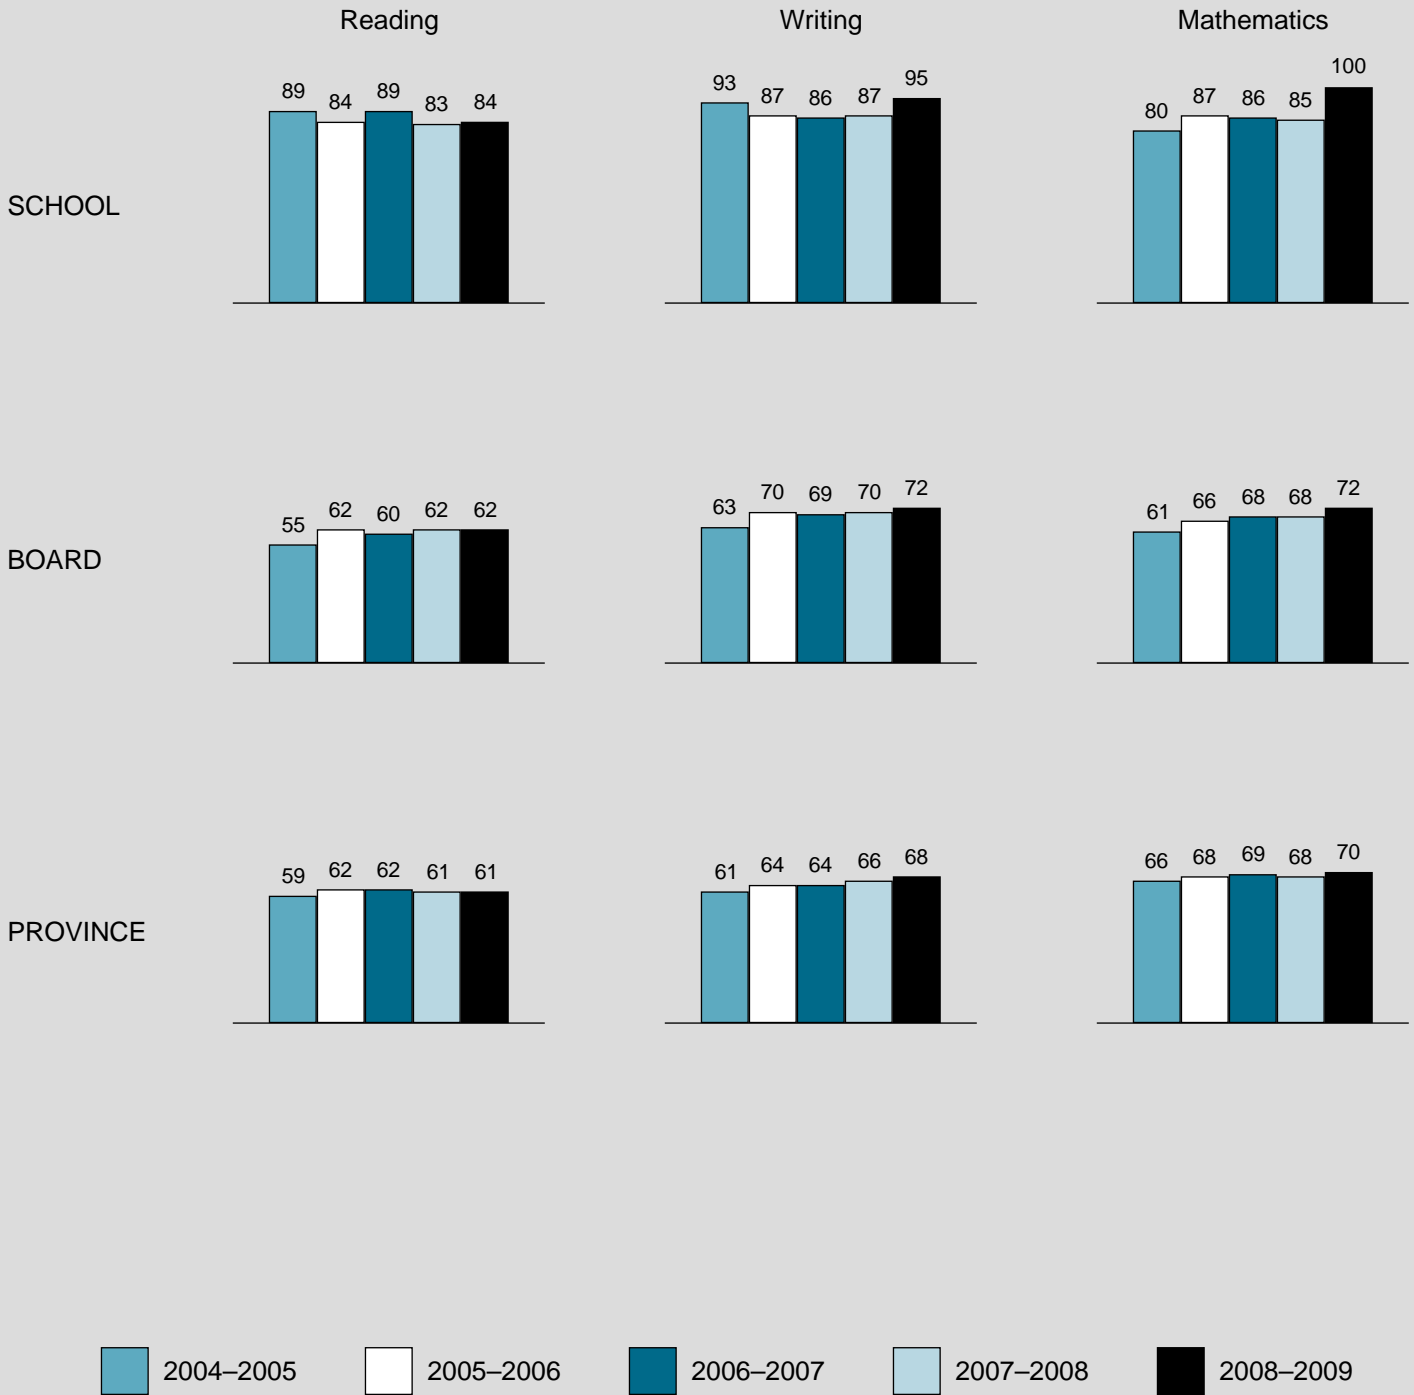 Reading Writing Mathematics
SCHOOL
89 84 89 83 84
93 87 86 87 95
80 87 86 85 100
BOARD
55 62 60 62 62
63 70 69 70 72
61 66 68 68 72
PROVINCE
59 62 62 61 61
61 64 64 66 68
66 68 69 68 70
2004–2005 2005–2006 2006–2007 2007–2008 2008–2009